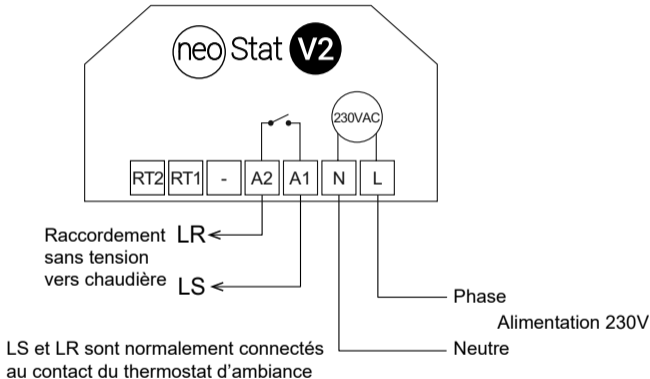 neo Stat V2
230VAC
RT2 RT1 - A2 A1 N L
Raccordement
sans tension
vers chaudière
LR
LS
Phase
Alimentation 230V
Neutre
LS et LR sont normalement connectés
au contact du thermostat d'ambiance